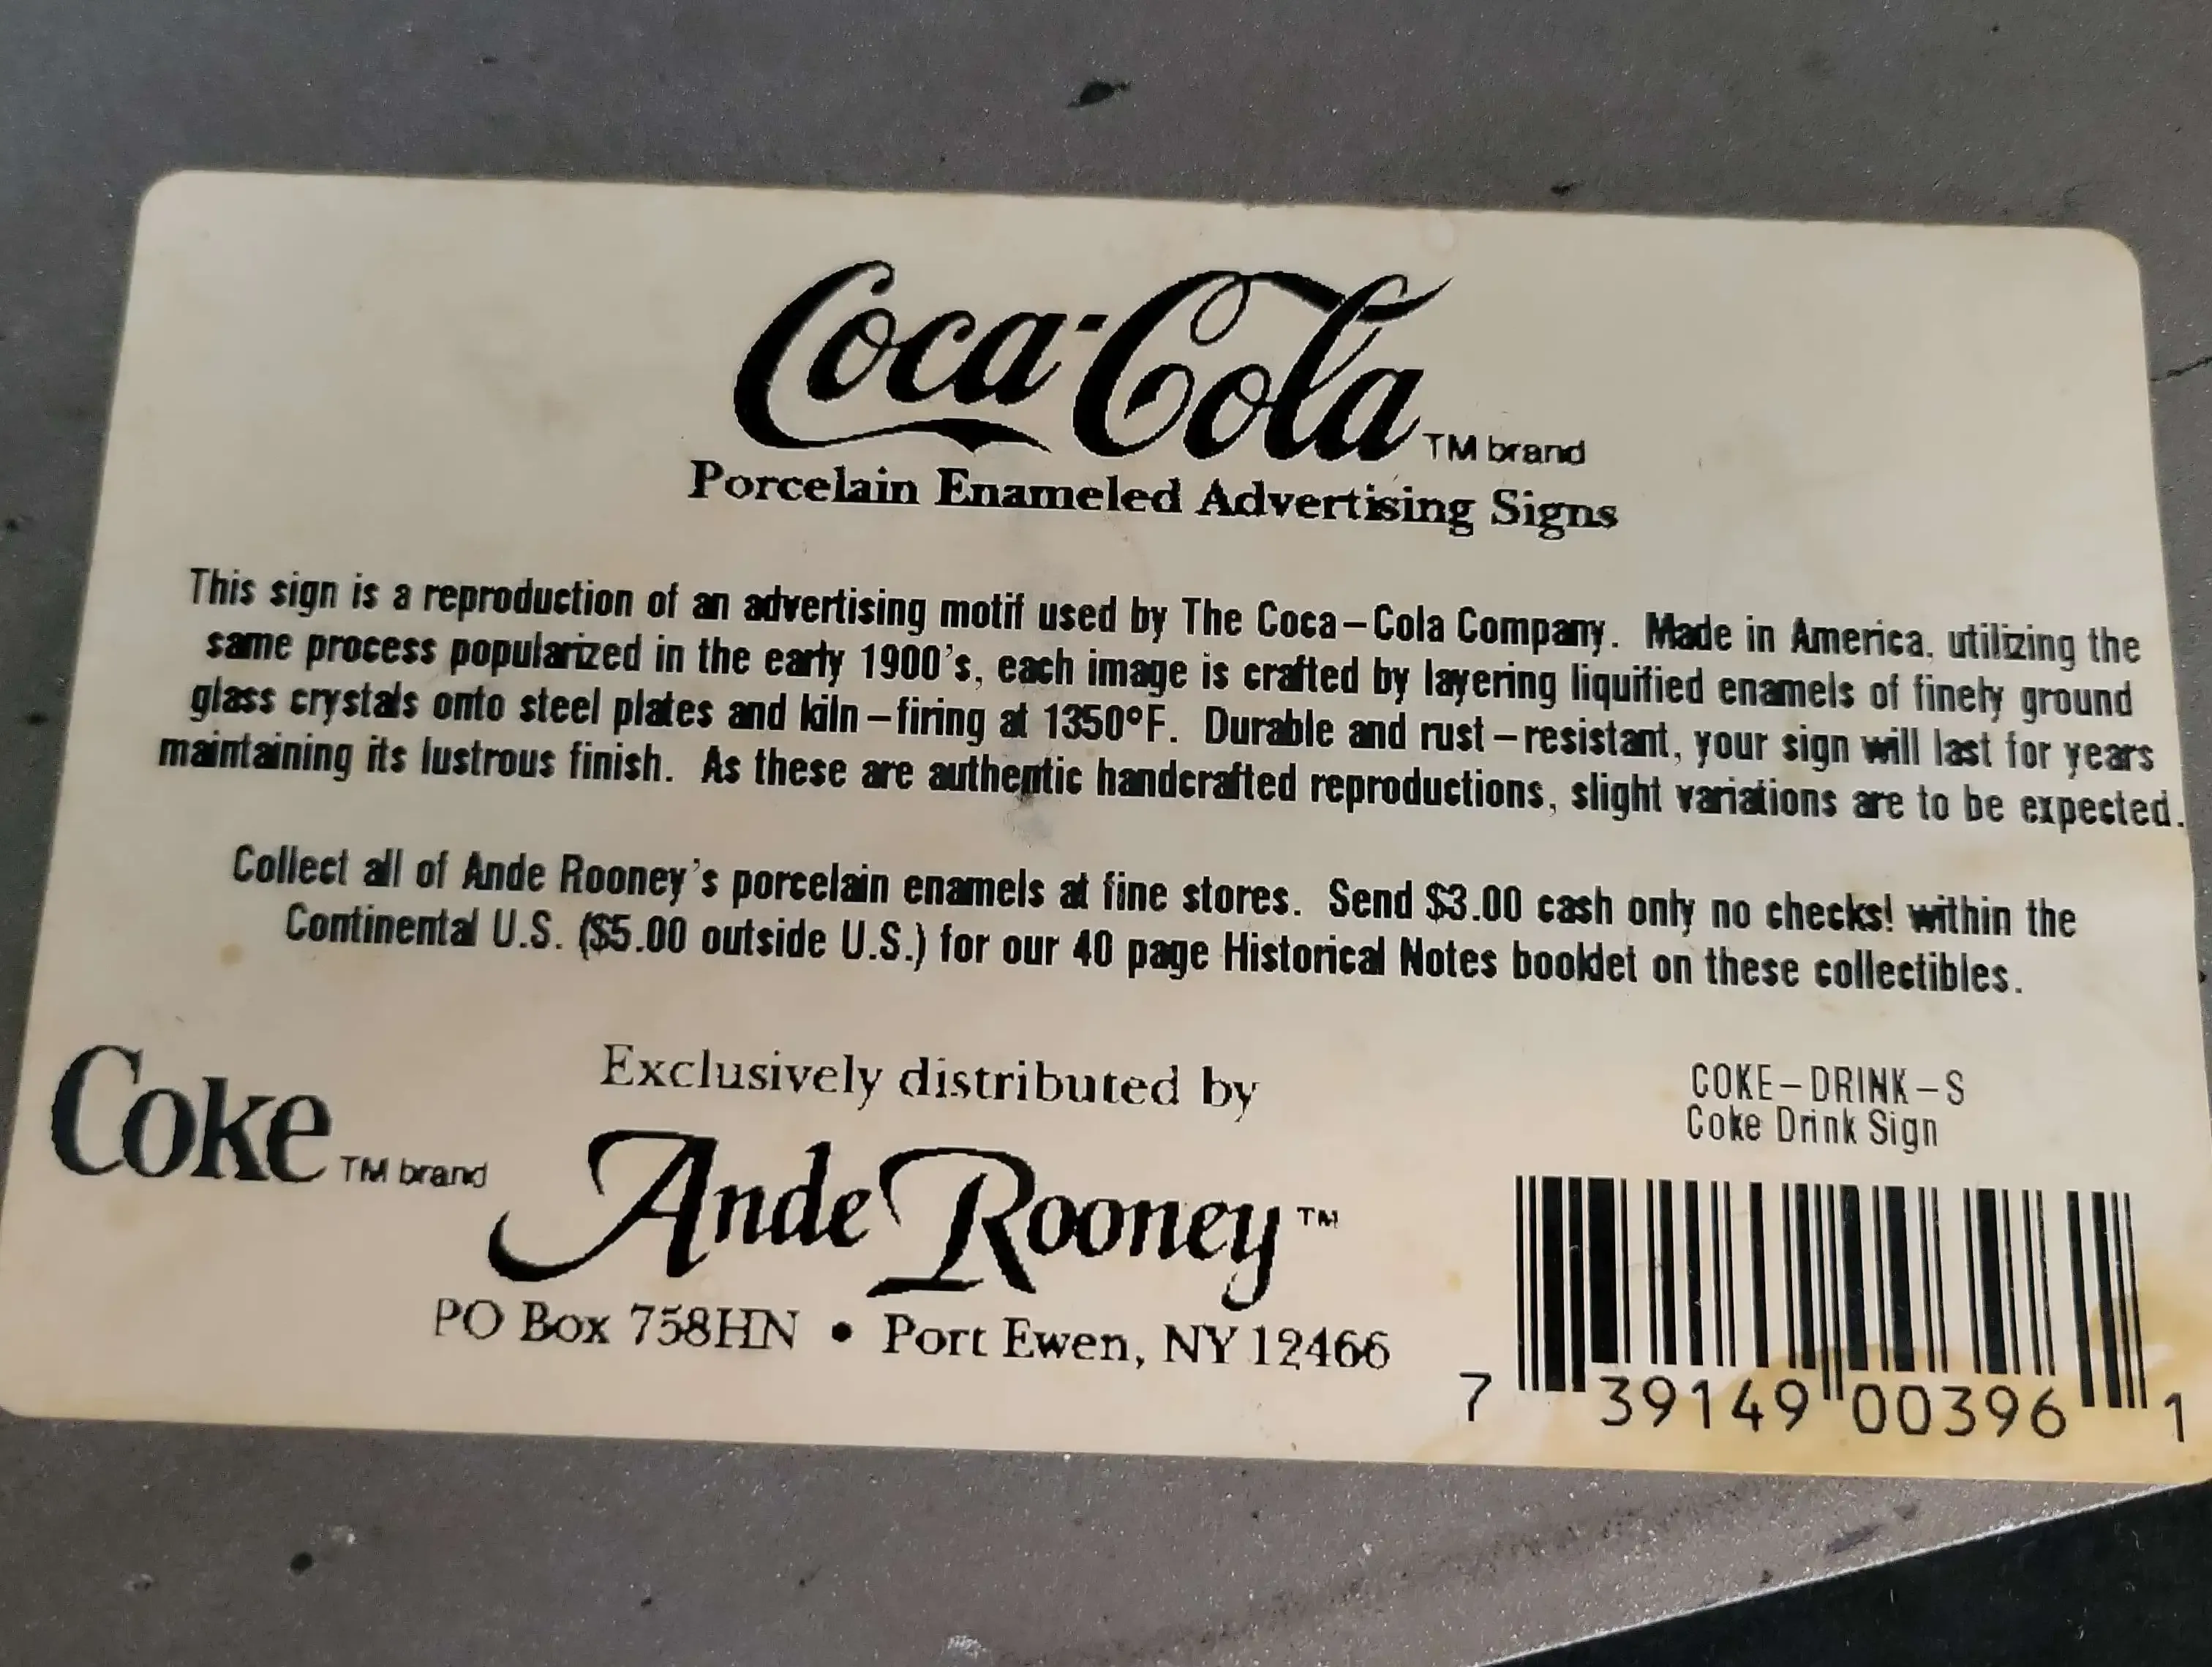 Coca-Cola TM brand
Porcelain Enameled Advertising Signs
This sign is a reproduction of an advertising motif used by The Coca-Cola Company. Made in America, utilizing the
same process popularized in the early 1900's, each image is crafted by layering liquified enamels of finely ground
glass crystals onto steel plates and kiln-firing at 1350°F. Durable and rust-resistant, your sign will last for years
maintaining its lustrous finish. As these are authentic handcrafted reproductions, slight variations are to be expected.
Collect all of Ande Rooney's porcelain enamels at fine stores. Send $3.00 cash only no checks! within the
Continental U.S. ($5.00 outside U.S.) for our 40 page Historical Notes booklet on these collectibles.
Coke TM brand
Exclusively distributed by
Ande Rooney™
PO Box 758HN • Port Ewen, NY 12466
COKE-DRINK-S
Coke Drink Sign
7 39149 00396 1